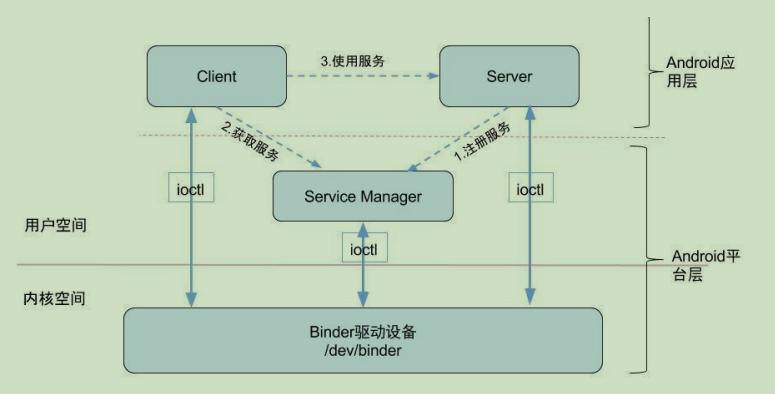 3.使用服务
Client
Server
Android应
用层
2.获取服务
1.注册服务
ioctl
Service Manager
ioctl
用户空间
ioctl
Android平
台层
内核空间
Binder驱动设备
/dev/binder